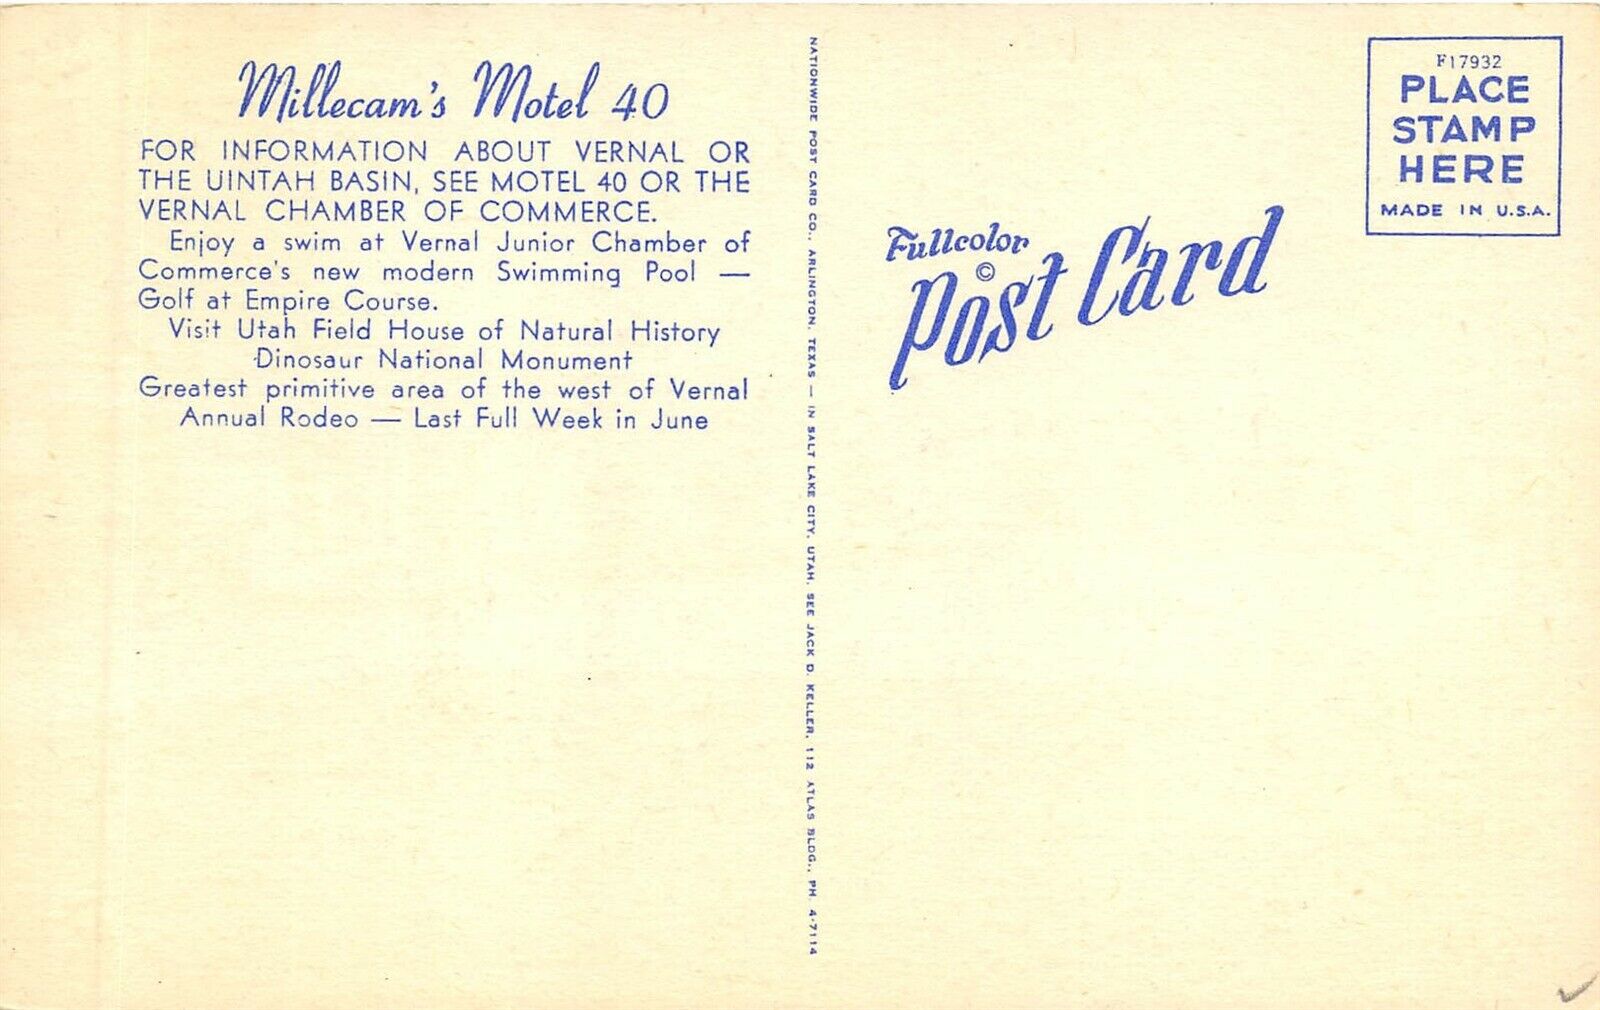 Millecam's Motel 40
FOR INFORMATION ABOUT VERNAL OR
THE UINTAH BASIN, SEE MOTEL 40 OR THE
VERNAL CHAMBER OF COMMERCE.
Enjoy a swim at Vernal Junior Chamber of
Commerce's new modern Swimming Pool —
Golf at Empire Course.
Visit Utah Field House of Natural History
Dinosaur National Monument
Greatest primitive area of the west of Vernal
Annual Rodeo — Last Full Week in June
NATIONWIDE POST CARD CO., ARLINGTON, TEXAS — IN SALT LAKE CITY, UTAH, SEE JACK D. KELLER, 112 ATLAS BLDG., PH. 4-7114
Fullcolor
©
Post Card
F17932
PLACE
STAMP
HERE
MADE IN U.S.A.